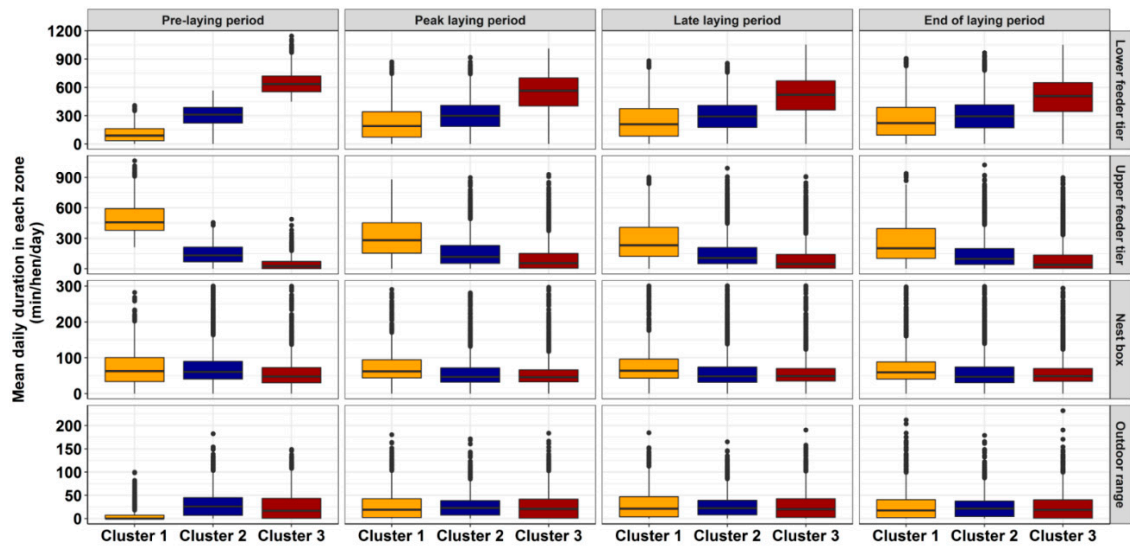 Pre-laying period Peak laying period Late laying period End of laying period
Mean daily duration in each zone
(min/hen/day)
1200
900
600
300
0
Lower feeder tier
900
600
300
0
Upper feeder tier
300
200
100
0
Nest box
200
150
100
50
0
Outdoor range
Cluster 1 Cluster 2 Cluster 3 Cluster 1 Cluster 2 Cluster 3 Cluster 1 Cluster 2 Cluster 3 Cluster 1 Cluster 2 Cluster 3